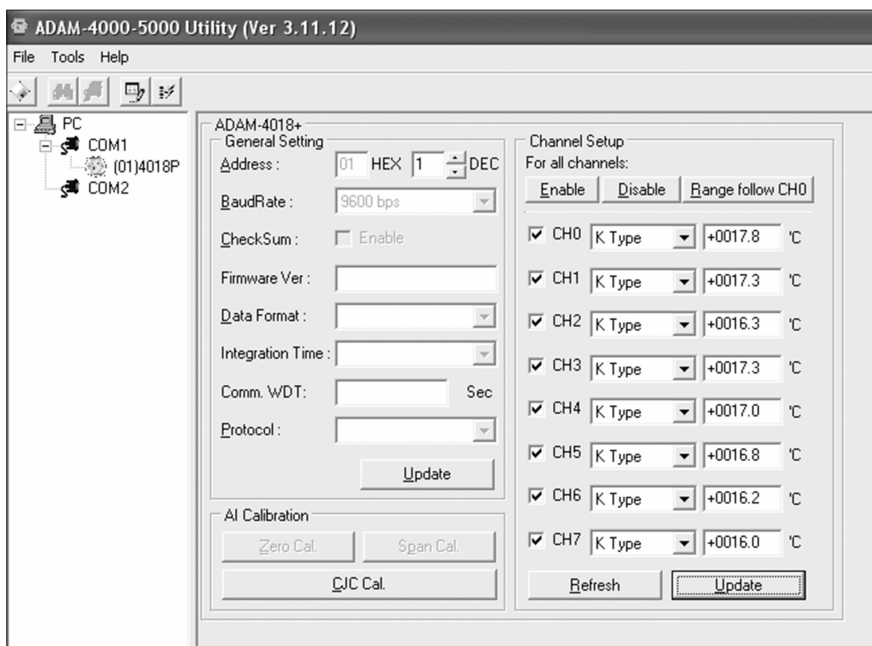 ADAM-4000-5000 Utility (Ver 3.11.12)
File Tools Help
PC
COM1
(01)4018P
COM2
ADAM-4018+
General Setting
Address : 01 HEX 1 DEC
BaudRate : 9600 bps
CheckSum : Enable
Firmware Ver :
Data Format :
Integration Time :
Comm. WDT: Sec
Protocol :
Update
AI Calibration
Zero Cal. Span Cal.
CJC Cal.
Channel Setup
For all channels:
Enable Disable Range follow CH0
CH0 K Type +0017.8 'C
CH1 K Type +0017.3 'C
CH2 K Type +0016.3 'C
CH3 K Type +0017.3 'C
CH4 K Type +0017.0 'C
CH5 K Type +0016.8 'C
CH6 K Type +0016.2 'C
CH7 K Type +0016.0 'C
Refresh Update